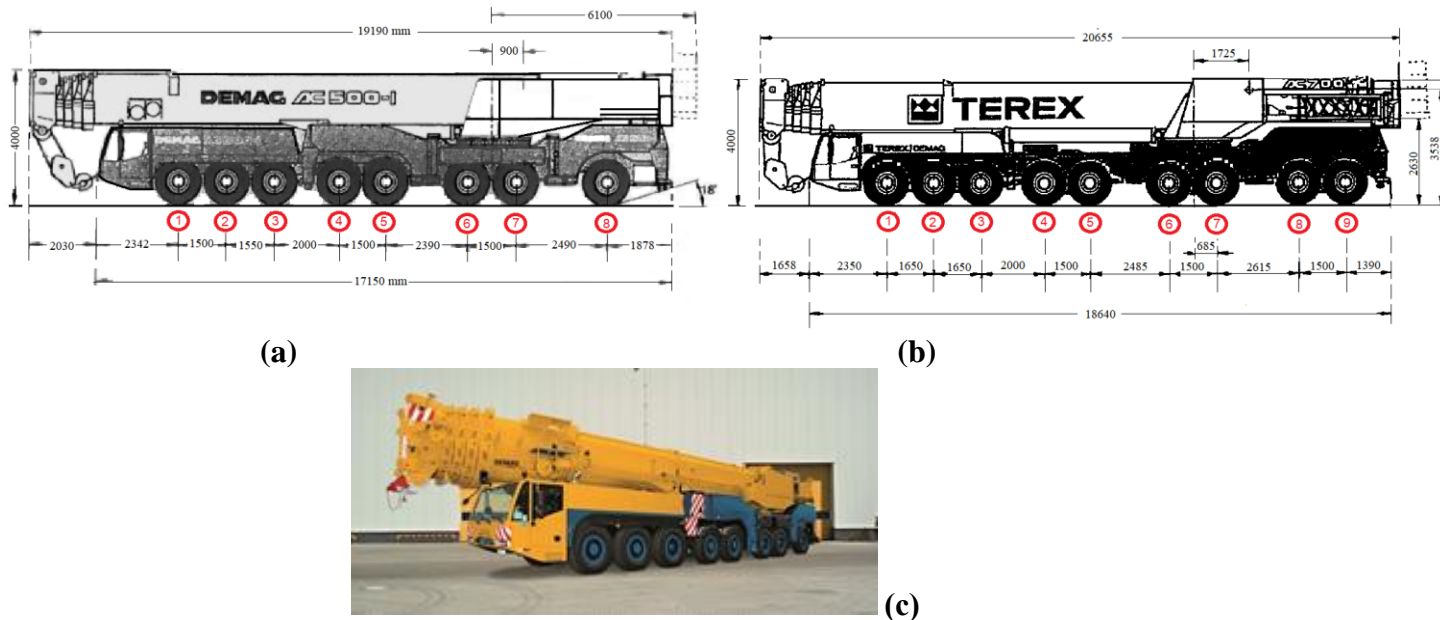 6100
19190 mm
900
DEMAG AC 500-1
4000
18°
1 2 3 4 5 6 7 8
2030 2342 1500 1550 2000 1500 2390 1500 2490 1878
17150 mm
(a)
20655
1725
AC700
TEREX
TEREX DEMAG
4000
2630
3538
1 2 3 4 5 6 7 8 9
685
1658 2350 1650 1650 2000 1500 2485 1500 2615 1500 1390
18640
(b)
DEMAG
(c)